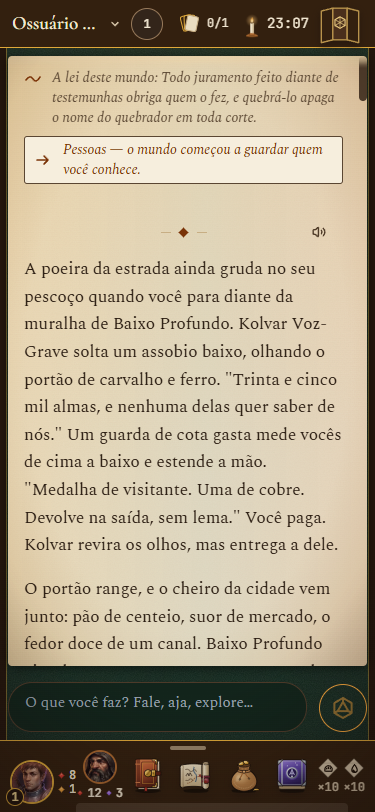 Ossuário ...
1
0/1
23:07
A lei deste mundo: Todo juramento feito diante de
testemunhas obriga quem o fez, e quebrá-lo apaga
o nome do quebrador em toda corte.
Pessoas — o mundo começou a guardar quem
você conhece.
A poeira da estrada ainda gruda no seu
pescoço quando você para diante da
muralha de Baixo Profundo. Kolvar Voz-
Grave solta um assobio baixo, olhando o
portão de carvalho e ferro. "Trinta e cinco
mil almas, e nenhuma delas quer saber de
nós." Um guarda de cota gasta mede vocês
de cima a baixo e estende a mão.
"Medalha de visitante. Uma de cobre.
Devolve na saída, sem lema." Você paga.
Kolvar revira os olhos, mas entrega a dele.
O portão range, e o cheiro da cidade vem
junto: pão de centeio, suor de mercado, o
fedor doce de um canal. Baixo Profundo
O que você faz? Fale, aja, explore…
8
1
1
12
3
×10
×10